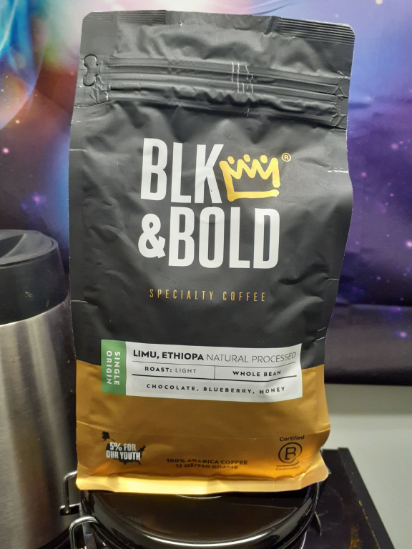 BLK ®
&BOLD
SPECIALTY COFFEE
SINGLE
ORIGIN
LIMU, ETHIOPA NATURAL PROCESSED
ROAST: LIGHT WHOLE BEAN
CHOCOLATE, BLUEBERRY, HONEY
5% FOR
OUR YOUTH
100% ARABICA COFFEE
Certified
B